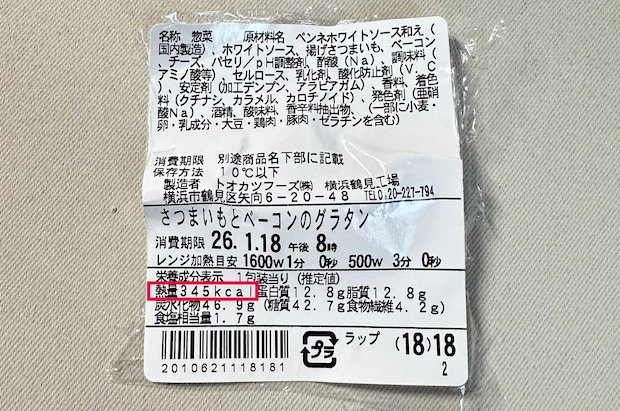 名称 惣菜 原材料名 ペンネホワイトソース和え（
国内製造）、ホワイトソース、揚げさつまいも、ベーコン
、チーズ、パセリ／ｐＨ調整剤、酢酸（Ｎａ）、調味料（
アミノ酸等）、セルロース、乳化剤、酸化防止剤（Ｖ．Ｃ
）、安定剤（加工デンプン、アラビアガム）、香料、着色
料（クチナシ、カラメル、カロチノイド）、発色剤（亜硝
酸Ｎａ）、酒精、酸味料、香辛料抽出物、（一部に小麦・
卵・乳成分・大豆・鶏肉・豚肉・ゼラチンを含む）
消費期限 別途商品名下部に記載
保存方法 １０℃以下
製造者 トオカツフーズ㈱ 横浜鶴見工場
横浜市鶴見区矢向６－２０－４８ TEL0120-227-794
さつまいもとベーコンのグラタン
消費期限 26. 1.18 午後 8時
レンジ加熱目安 1600w 1分 0秒 500w 3分 0秒
栄養成分表示 １包装当り（推定値）
熱量３４５ｋｃａｌ蛋白質１２．８ｇ脂質１２．８ｇ
炭水化物４６．９ｇ（糖質４２．７ｇ食物繊維４．２ｇ）
食塩相当量１．７ｇ
プラ ラップ (18)18
2010621118181 2